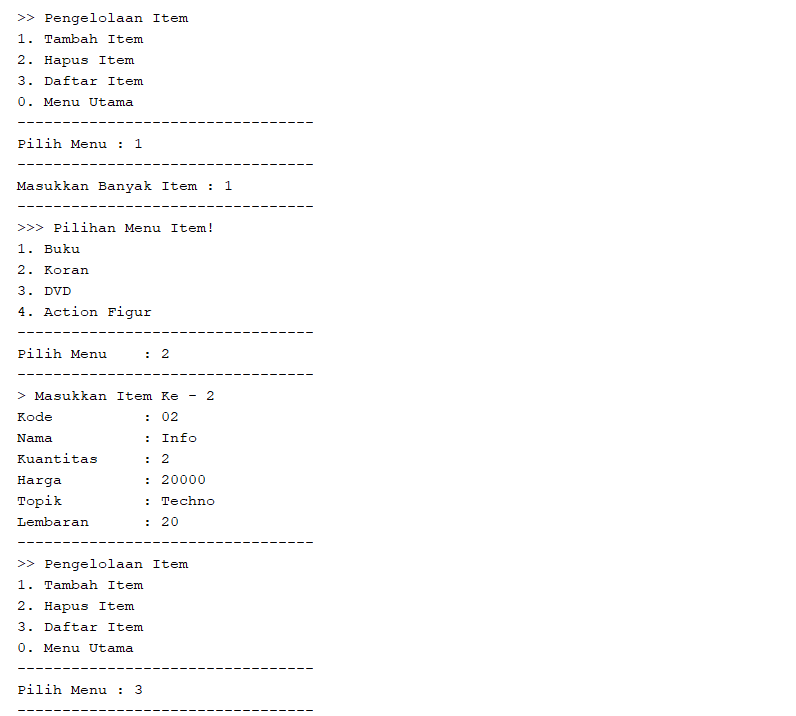 >> Pengelolaan Item
1. Tambah Item
2. Hapus Item
3. Daftar Item
0. Menu Utama
---------------------------------
Pilih Menu : 1
---------------------------------
Masukkan Banyak Item : 1
---------------------------------
>>> Pilihan Menu Item!
1. Buku
2. Koran
3. DVD
4. Action Figur
---------------------------------
Pilih Menu    : 2
---------------------------------
> Masukkan Item Ke - 2
Kode          : 02
Nama          : Info
Kuantitas     : 2
Harga         : 20000
Topik         : Techno
Lembaran      : 20
---------------------------------
>> Pengelolaan Item
1. Tambah Item
2. Hapus Item
3. Daftar Item
0. Menu Utama
---------------------------------
Pilih Menu : 3
---------------------------------